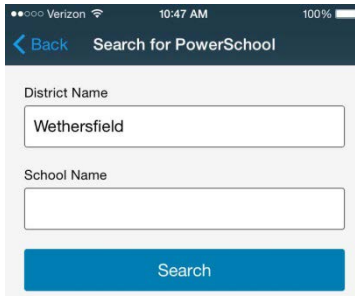 Verizon 10:47 AM 100%
Back Search for PowerSchool
District Name
Wethersfield
School Name
Search